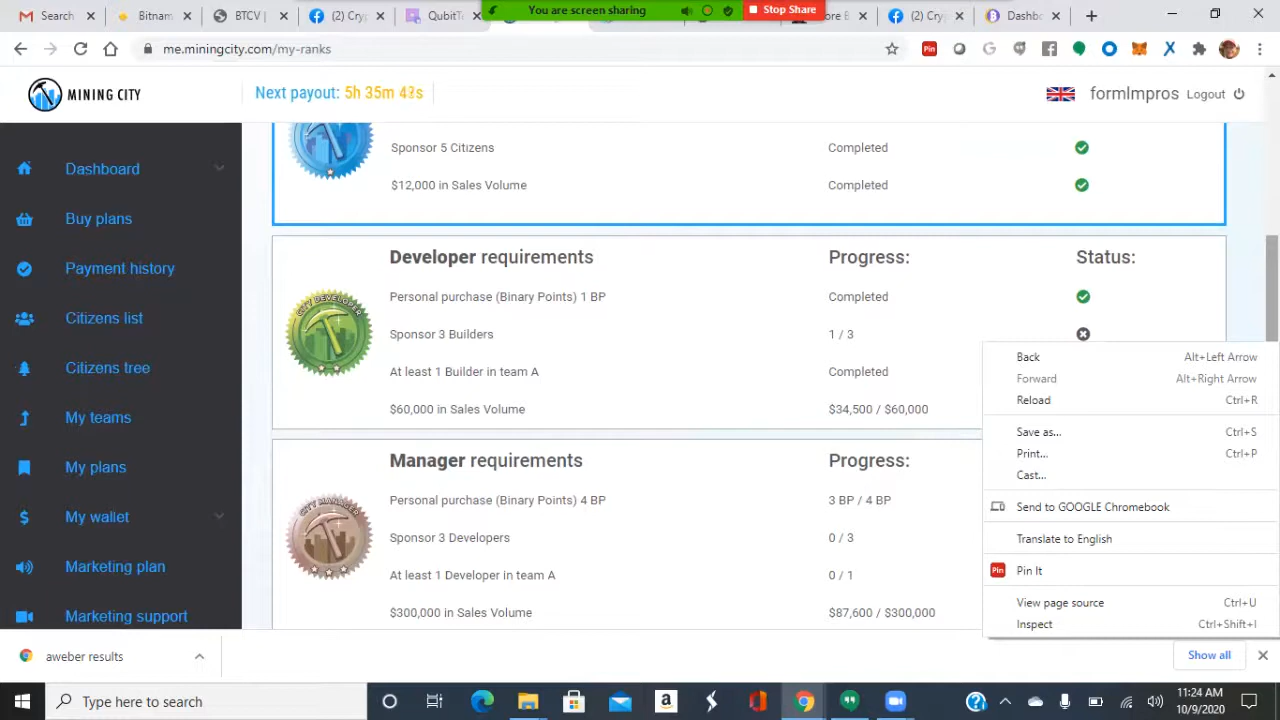 Search
Bitnam
BTCV
(2) Cry
QubitT
You are screen sharing
Stop Share
ore B
(2) Cry
Dashb
me.miningcity.com/my-ranks
MINING CITY
Next payout: 5h 35m 43s
formImpros Logout
Dashboard
Buy plans
Payment history
Citizens list
Citizens tree
My teams
My plans
My wallet
Marketing plan
Marketing support
Sponsor 5 Citizens Completed
$12,000 in Sales Volume Completed
CITY DEVELOPER
Developer requirements Progress: Status:
Personal purchase (Binary Points) 1 BP Completed
Sponsor 3 Builders 1 / 3
At least 1 Builder in team A Completed
$60,000 in Sales Volume $34,500 / $60,000
CITY MANAGER
Manager requirements Progress:
Personal purchase (Binary Points) 4 BP 3 BP / 4 BP
Sponsor 3 Developers 0 / 3
At least 1 Developer in team A 0 / 1
$300,000 in Sales Volume $87,600 / $300,000
Back Alt+Left Arrow
Forward Alt+Right Arrow
Reload Ctrl+R
Save as... Ctrl+S
Print... Ctrl+P
Cast...
Send to GOOGLE Chromebook
Translate to English
Pin It
View page source Ctrl+U
Inspect Ctrl+Shift+I
aweber results
Show all
Type here to search
11:24 AM
10/9/2020